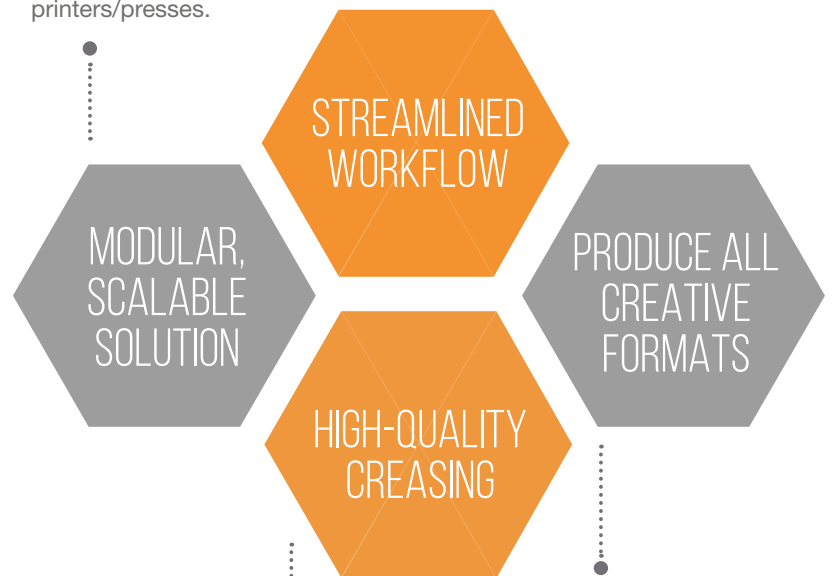 printers/presses.
STREAMLINED
WORKFLOW
MODULAR,
SCALABLE
SOLUTION
PRODUCE ALL
CREATIVE
FORMATS
HIGH-QUALITY
CREASING